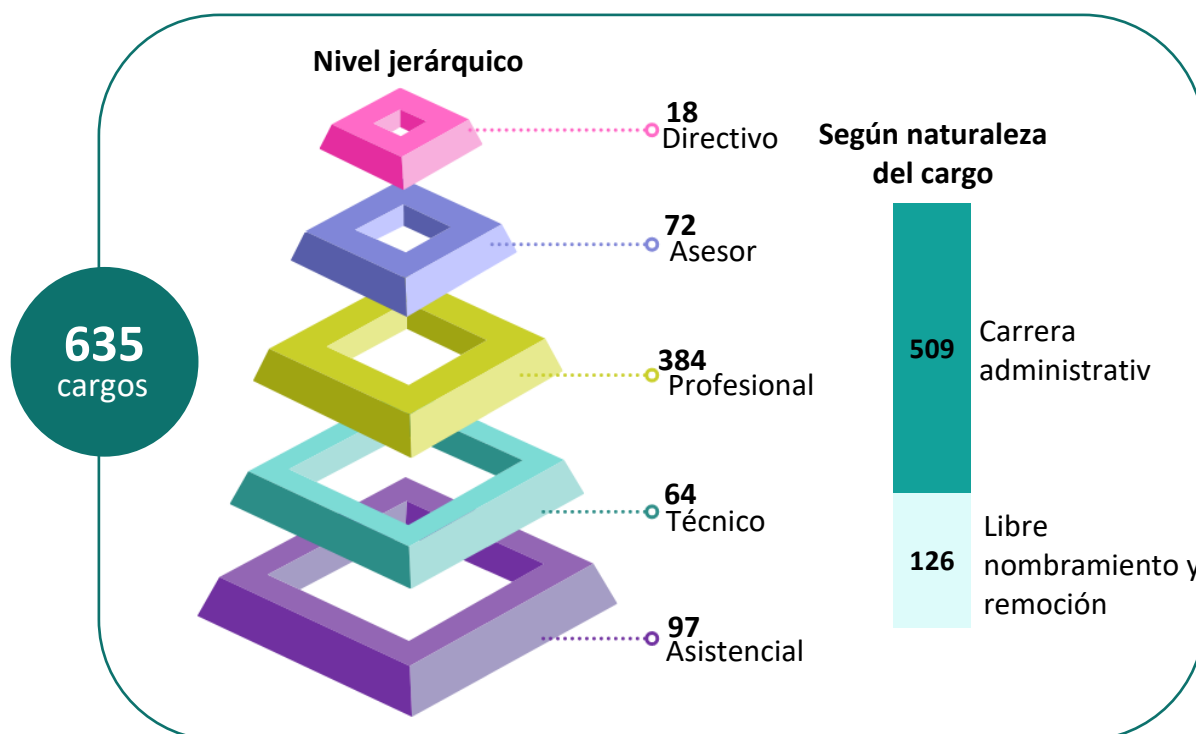 635
cargos
Nivel jerárquico
18
Directivo
72
Asesor
384
Profesional
64
Técnico
97
Asistencial
Según naturaleza
del cargo
509
Carrera
administrativ
126
Libre
nombramiento y
remoción